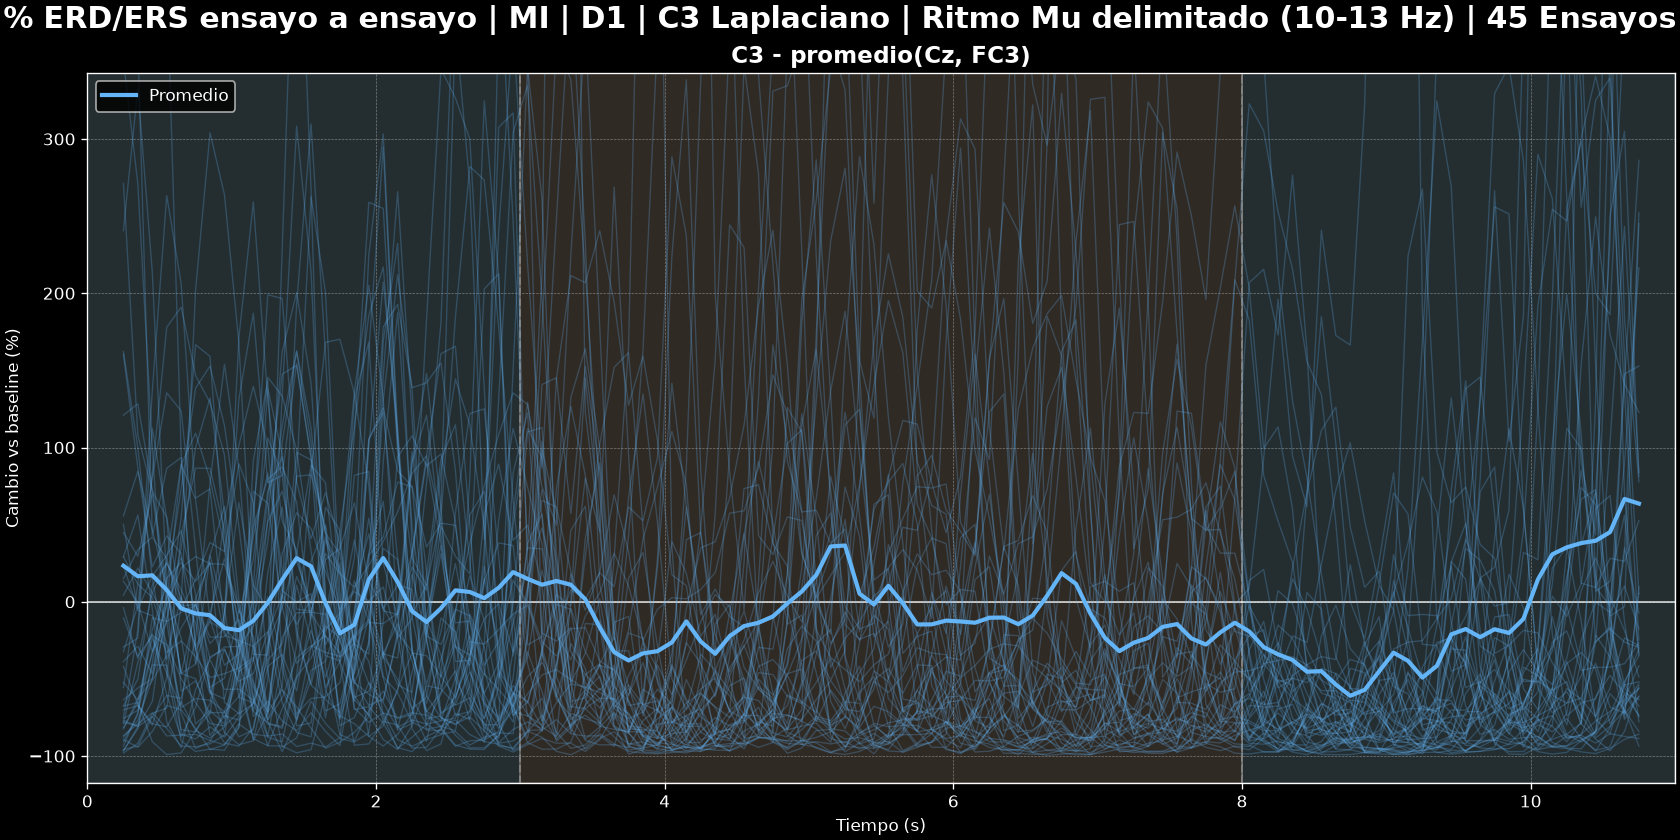 % ERD/ERS ensayo a ensayo | MI | D1 | C3 Laplaciano | Ritmo Mu delimitado (10-13 Hz) | 45 Ensayos
C3 - promedio(Cz, FC3)
Promedio
Cambio vs baseline (%)
300
200
100
0
−100
0 2 4 6 8 10
Tiempo (s)